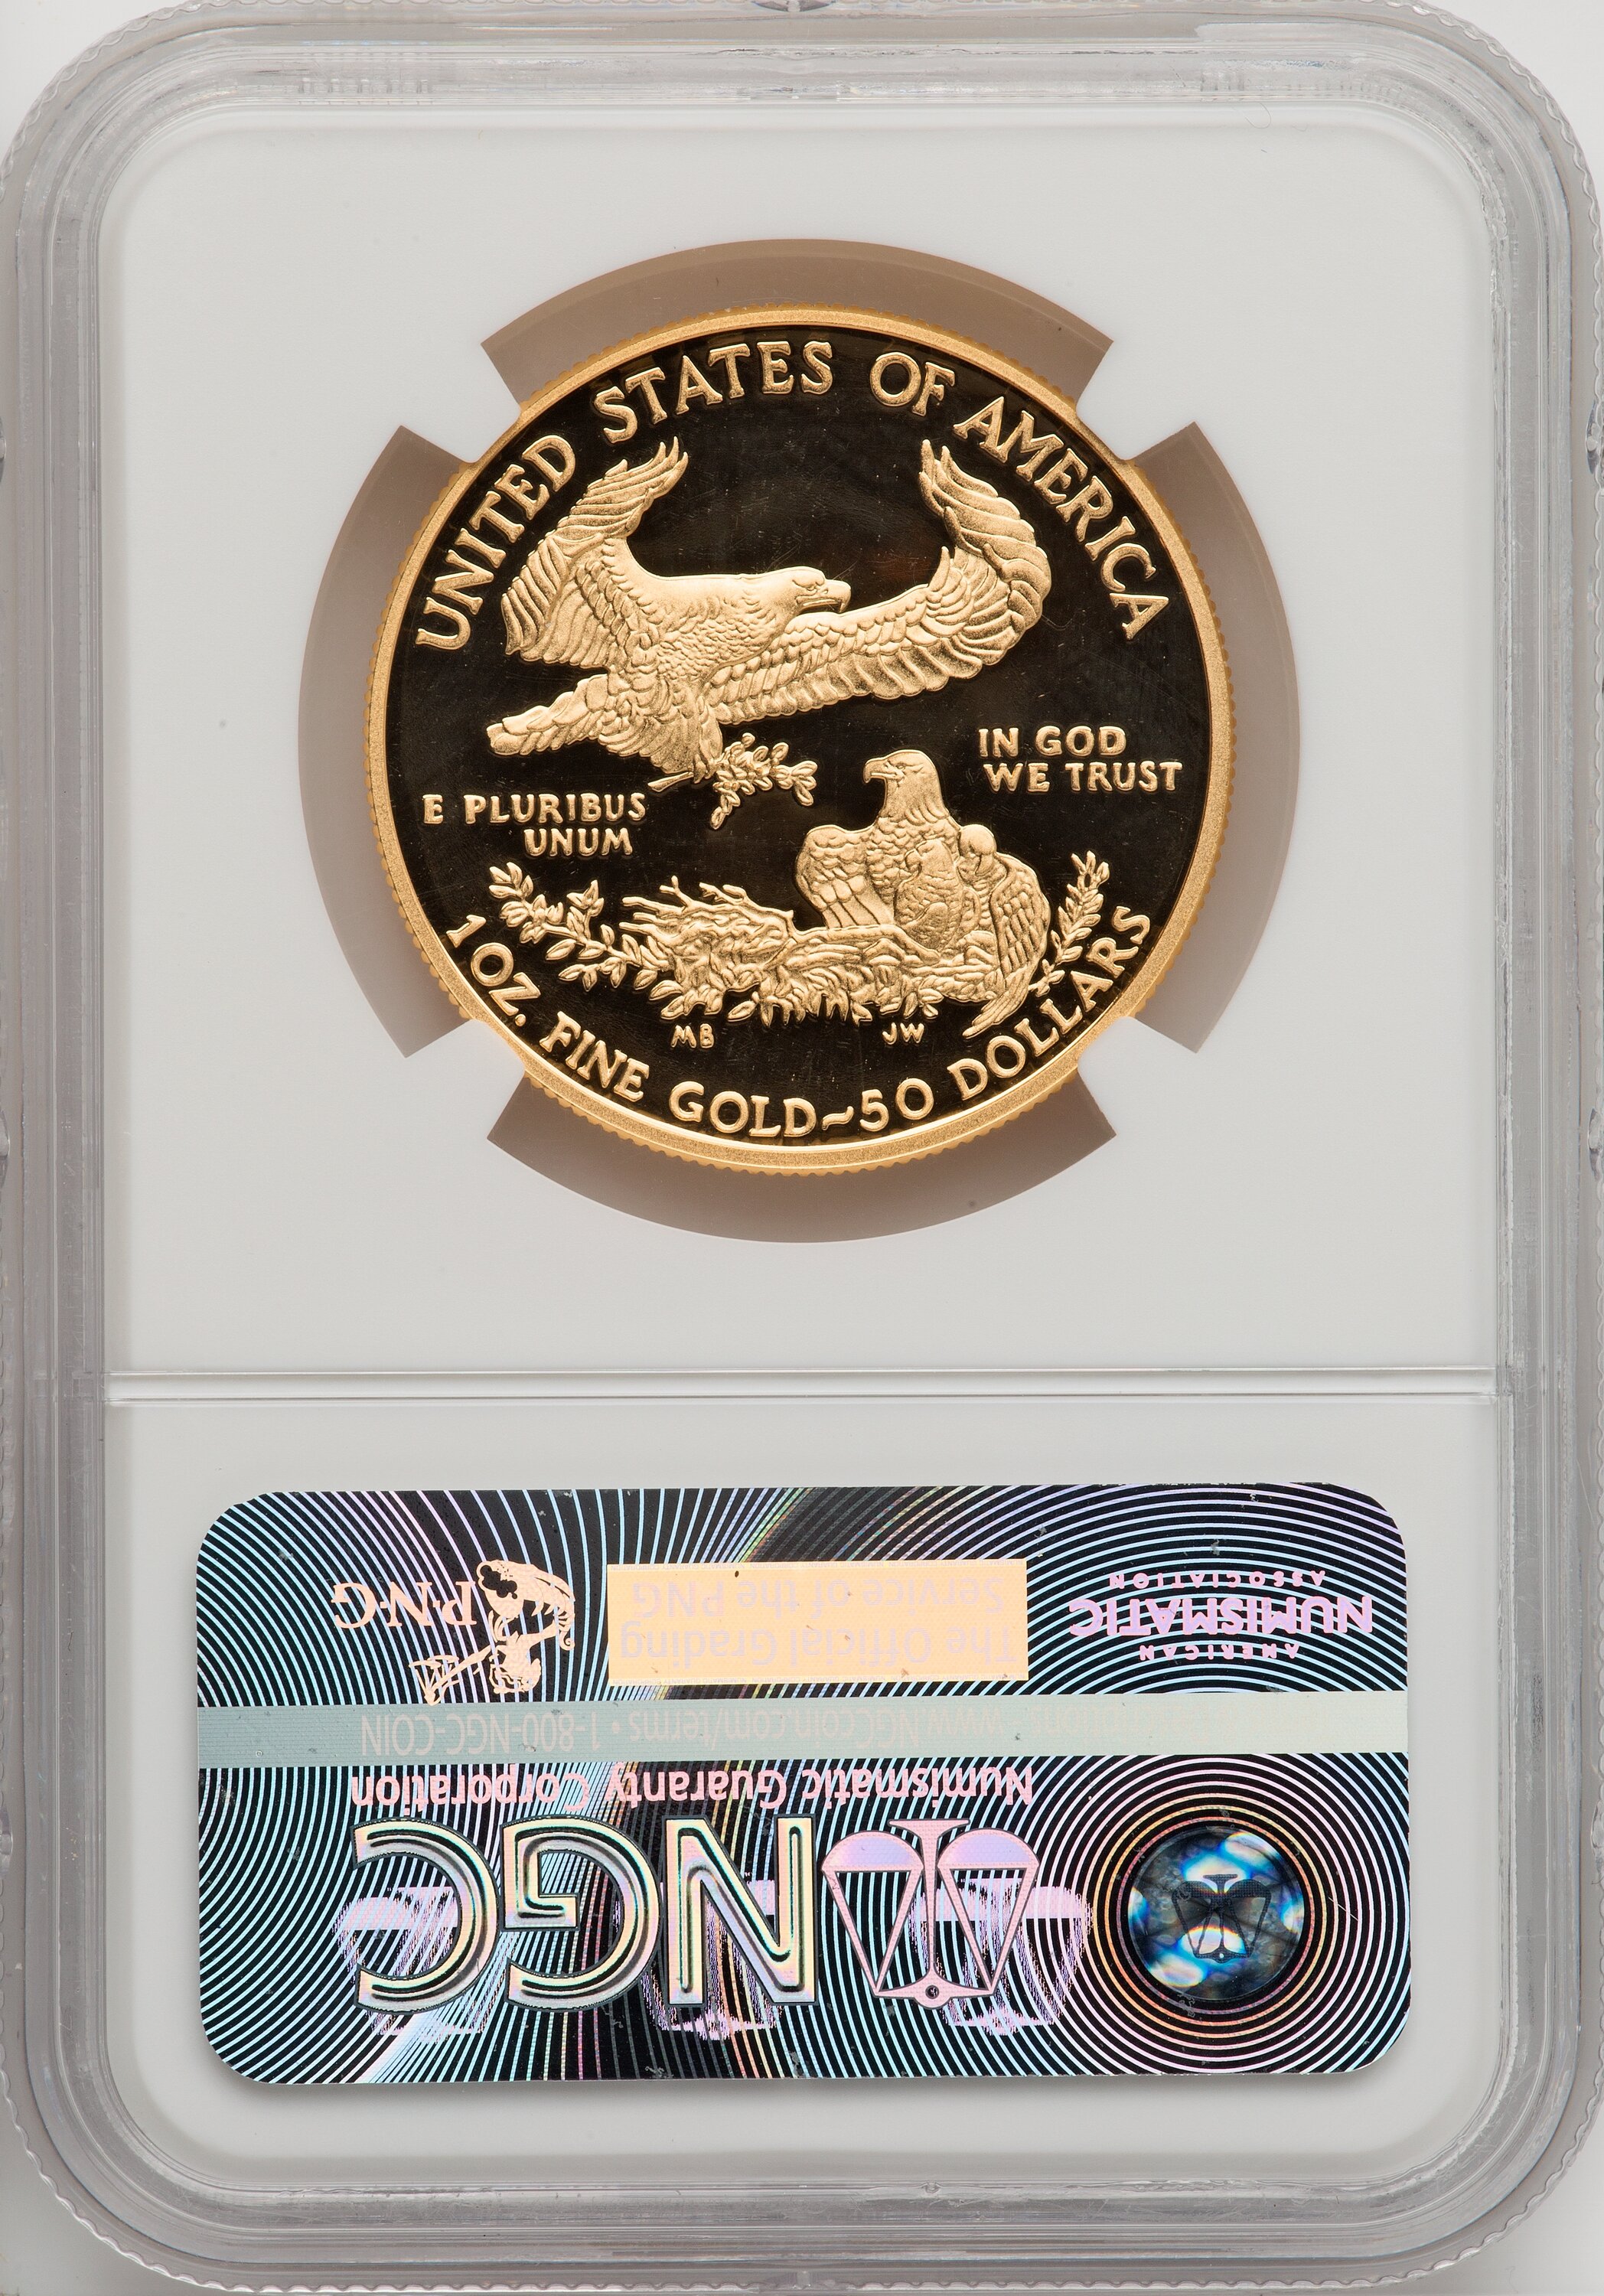 UNITED STATES OF AMERICA
IN GOD
WE TRUST
E PLURIBUS
UNUM
MB
JW
1 OZ. FINE GOLD~50 DOLLARS
NGC
Numismatic Guaranty Corporation
www.NGCcoin.com/terms • 1-800-NGC-COIN
AMERICAN
NUMISMATIC
ASSOCIATION
The Official Grading
Service of the PNG
P·N·G